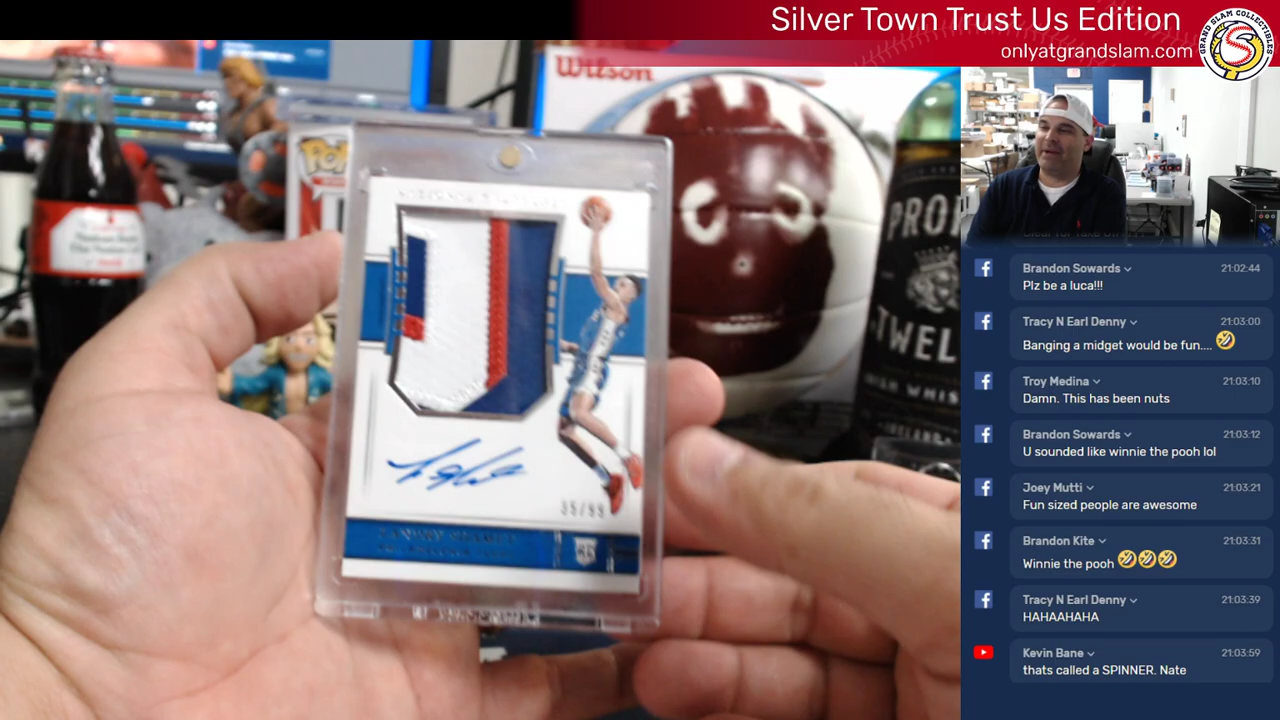 Silver Town Trust Us Edition
onlyatgrandslam.com
GRAND SLAM COLLECTIBLES
Wilson
POP
35/99
RC
Brandon Sowards
21:02:44
Plz be a luca!!!
Tracy N Earl Denny
21:03:00
Banging a midget would be fun.... 🤣
Troy Medina
21:03:10
Damn. This has been nuts
Brandon Sowards
21:03:12
U sounded like winnie the pooh lol
Joey Mutti
21:03:21
Fun sized people are awesome
Brandon Kite
21:03:31
Winnie the pooh 🤣🤣🤣
Tracy N Earl Denny
21:03:39
HAHAAHAHA
Kevin Bane
21:03:59
thats called a SPINNER. Nate